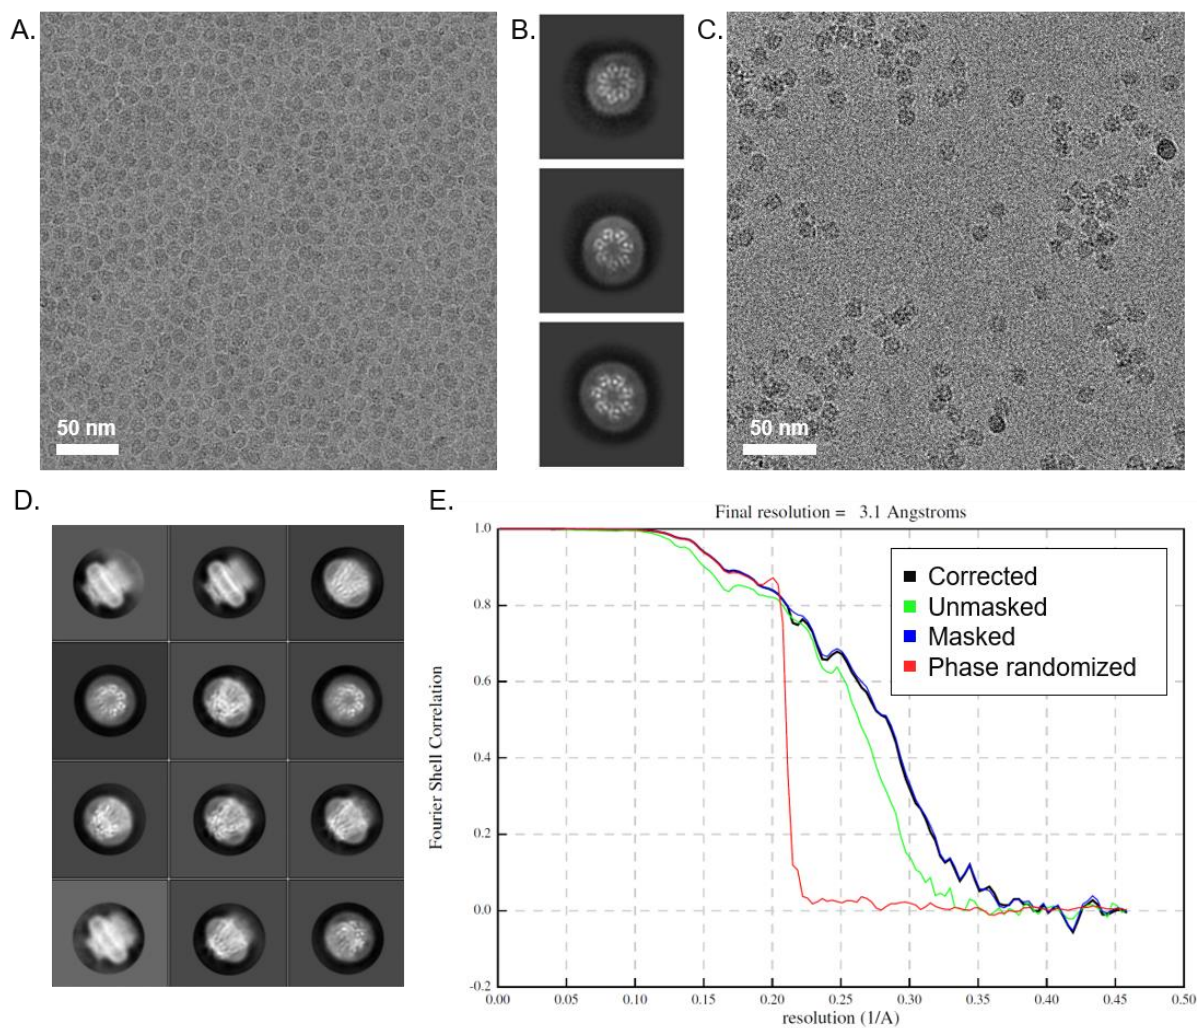 A.
B.
C.
50 nm
50 nm
D.
E.
Final resolution = 3.1 Angstroms
Corrected
Unmasked
Masked
Phase randomized
Fourier Shell Correlation
1.0
0.8
0.6
0.4
0.2
0.0
-0.2
0.00 0.05 0.10 0.15 0.20 0.25 0.30 0.35 0.40 0.45 0.50
resolution (1/A)